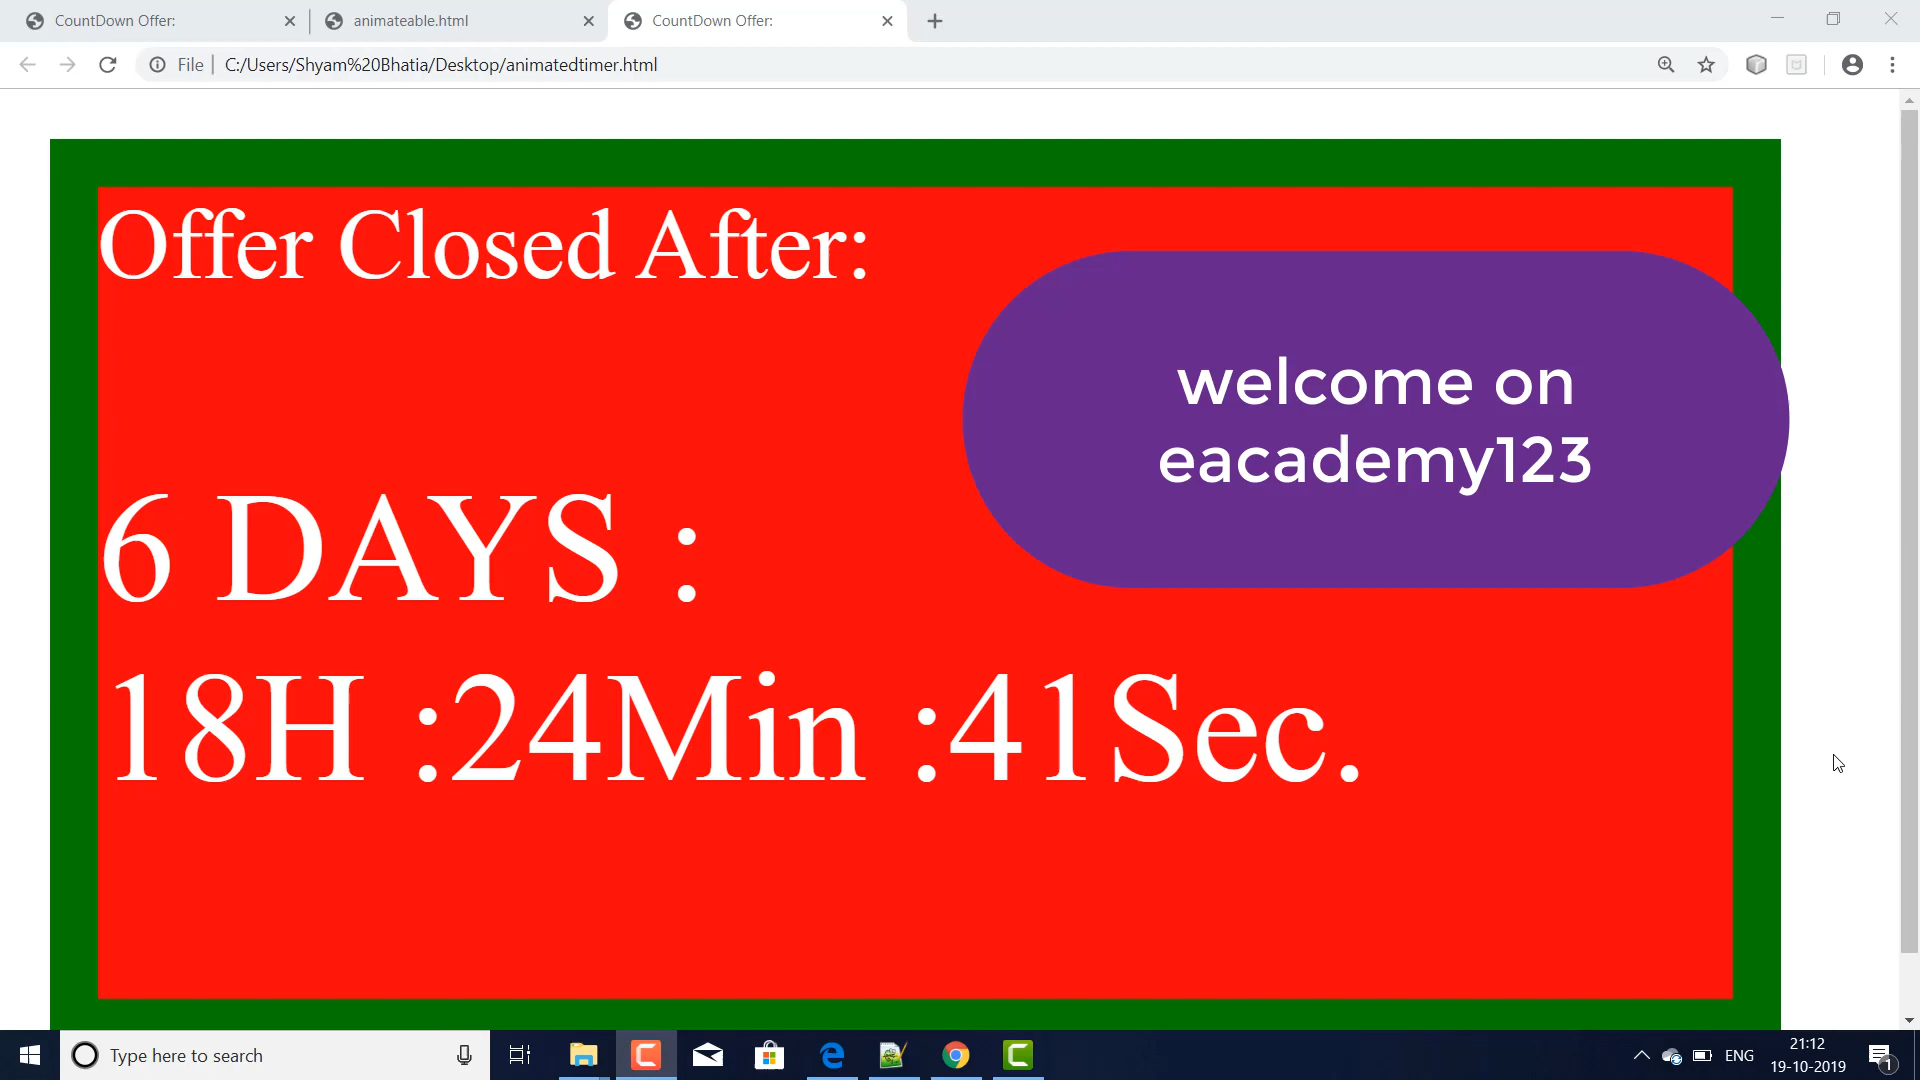 CountDown Offer:
animateable.html
CountDown Offer:
File
C:/Users/Shyam%20Bhatia/Desktop/animatedtimer.html
Offer Closed After:
welcome on
eacademy123
6 DAYS :
18H :24Min :41Sec.
Type here to search
ENG
21:12
19-10-2019
1